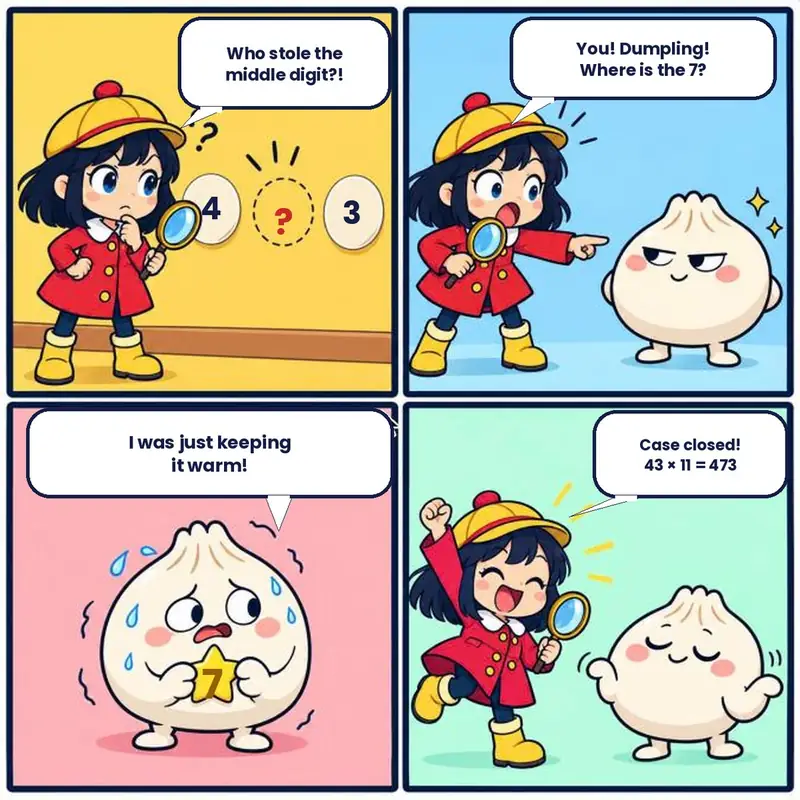 Who stole the
middle digit?!
?
4 ? 3
You! Dumpling!
Where is the 7?
I was just keeping
it warm!
7
Case closed!
43 × 11 = 473